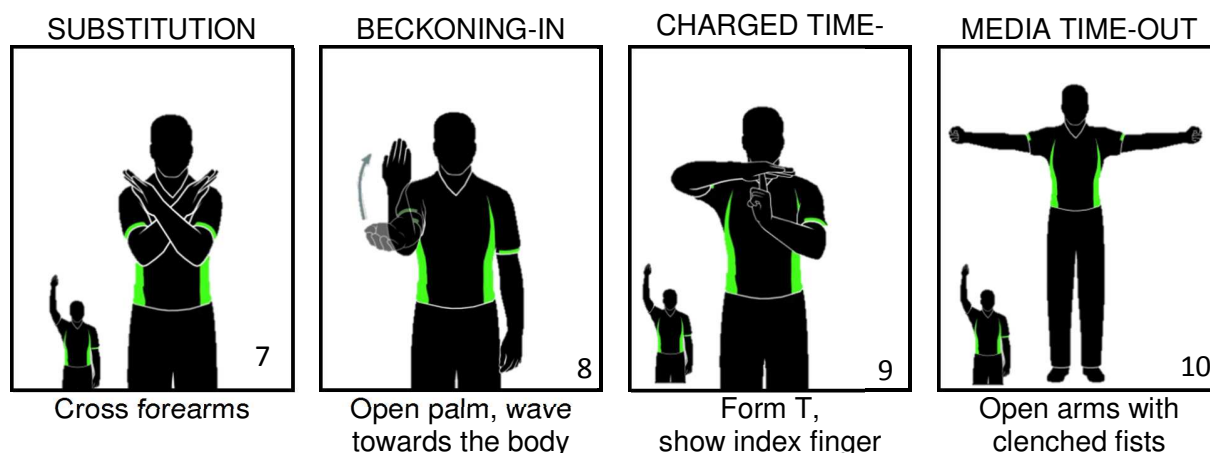 SUBSTITUTION
BECKONING-IN
CHARGED TIME-
MEDIA TIME-OUT
7
8
9
10
Cross forearms
Open palm, wave
towards the body
Form T,
show index finger
Open arms with
clenched fists